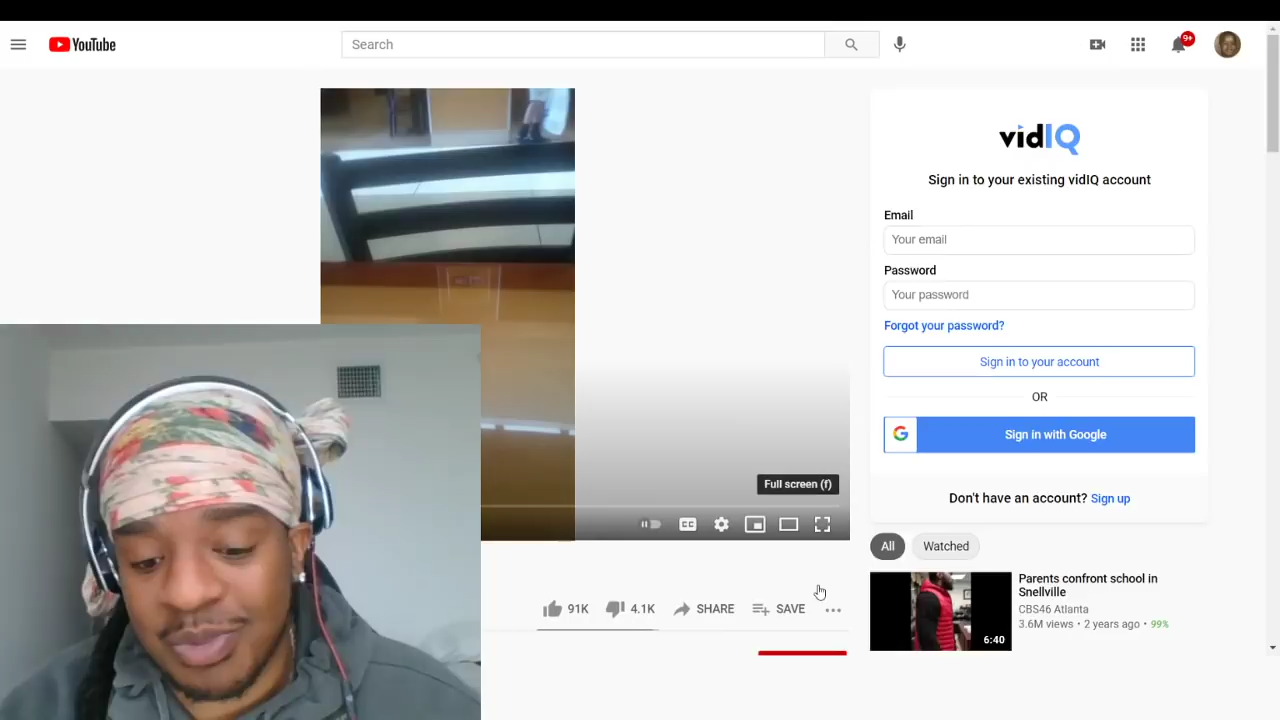 YouTube
Search
9+
vidIQ
Sign in to your existing vidIQ account
Email
Your email
Password
Your password
Forgot your password?
Sign in to your account
OR
G
Sign in with Google
Don't have an account? Sign up
Full screen (f)
CC
All
Watched
91K
4.1K
SHARE
SAVE
Parents confront school in
Snellville
CBS46 Atlanta
3.6M views • 2 years ago • 99%
6:40